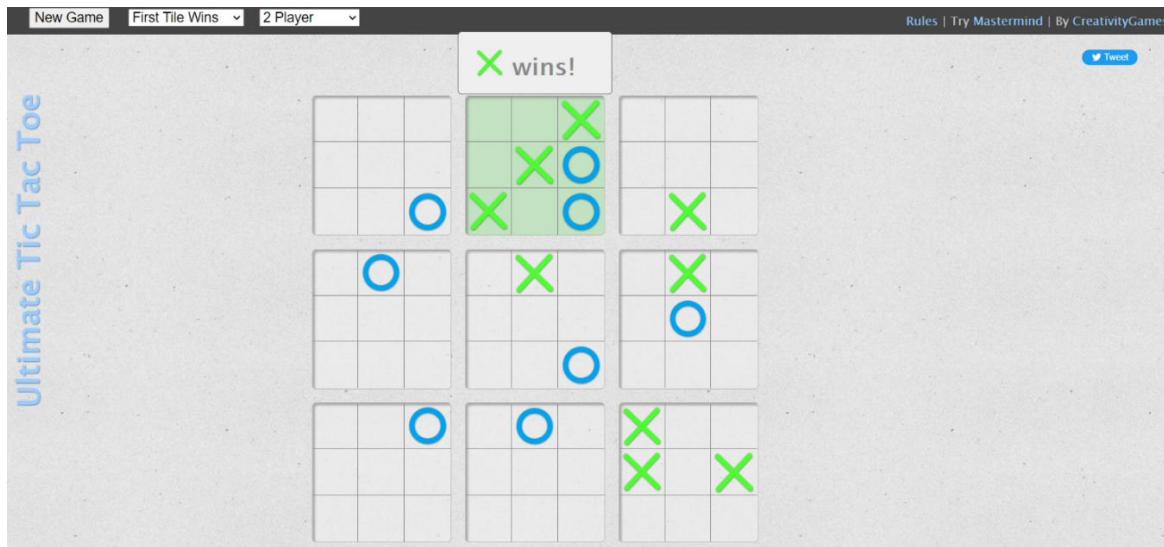 New Game First Tile Wins 2 Player Rules | Try Mastermind | By CreativityGames
Tweet
wins!
Ultimate Tic Tac Toe